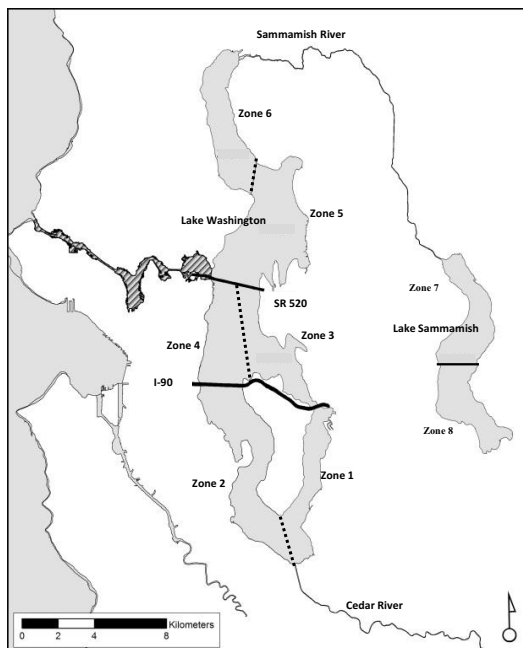 Sammamish River
Zone 6
Lake Washington
Zone 5
Zone 7
SR 520
Lake Sammamish
Zone 3
Zone 4
I-90
Zone 8
Zone 2
Zone 1
Kilometers
0 2 4 8
Cedar River